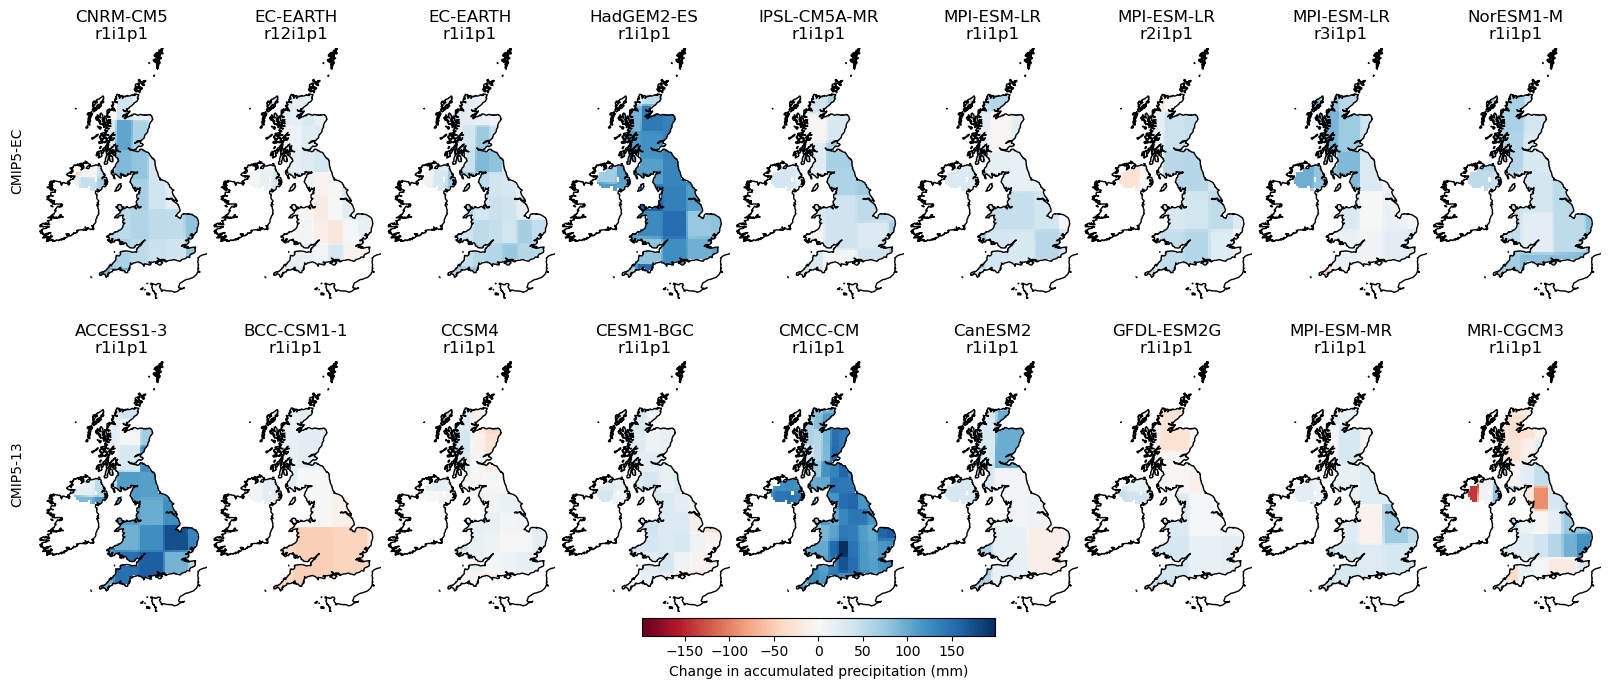 CNRM-CM5 EC-EARTH EC-EARTH HadGEM2-ES IPSL-CM5A-MR MPI-ESM-LR MPI-ESM-LR MPI-ESM-LR NorESM1-M
r1i1p1 r12i1p1 r1i1p1 r1i1p1 r1i1p1 r1i1p1 r2i1p1 r3i1p1 r1i1p1
CMIP5-EC
ACCESS1-3 BCC-CSM1-1 CCSM4 CESM1-BGC CMCC-CM CanESM2 GFDL-ESM2G MPI-ESM-MR MRI-CGCM3
r1i1p1 r1i1p1 r1i1p1 r1i1p1 r1i1p1 r1i1p1 r1i1p1 r1i1p1 r1i1p1
CMIP5-13
−150 −100 −50 0 50 100 150
Change in accumulated precipitation (mm)